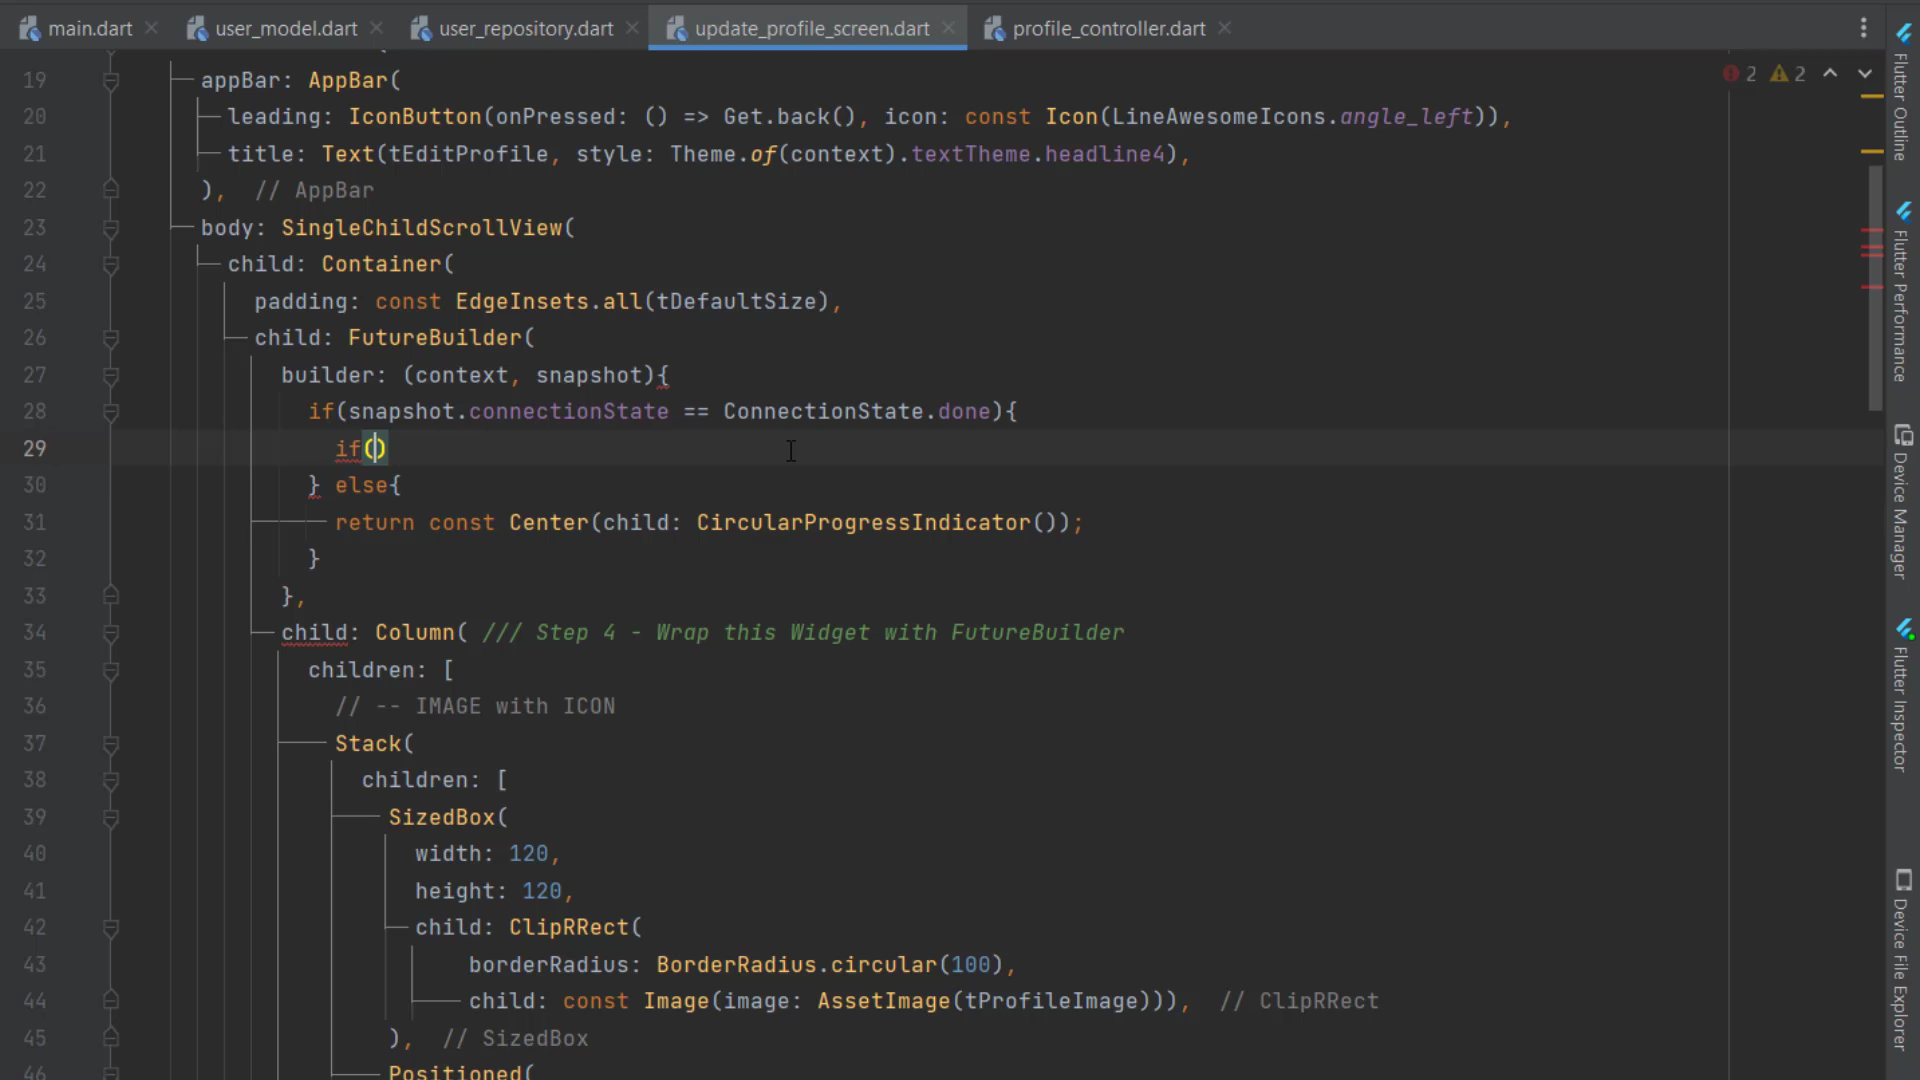 main.dart
user_model.dart
user_repository.dart
update_profile_screen.dart
profile_controller.dart
2 2
19 appBar: AppBar(
20 leading: IconButton(onPressed: () => Get.back(), icon: const Icon(LineAwesomeIcons.angle_left)),
21 title: Text(tEditProfile, style: Theme.of(context).textTheme.headline4),
22 ), // AppBar
23 body: SingleChildScrollView(
24 child: Container(
25 padding: const EdgeInsets.all(tDefaultSize),
26 child: FutureBuilder(
27 builder: (context, snapshot){
28 if(snapshot.connectionState == ConnectionState.done){
29 if()
30 } else{
31 return const Center(child: CircularProgressIndicator());
32 }
33 },
34 child: Column( /// Step 4 - Wrap this Widget with FutureBuilder
35 children: [
36 // -- IMAGE with ICON
37 Stack(
38 children: [
39 SizedBox(
40 width: 120,
41 height: 120,
42 child: ClipRRect(
43 borderRadius: BorderRadius.circular(100),
44 child: const Image(image: AssetImage(tProfileImage))), // ClipRRect
45 ), // SizedBox
46 Positioned(
Flutter Outline
Flutter Performance
Device Manager
Flutter Inspector
Device File Explorer